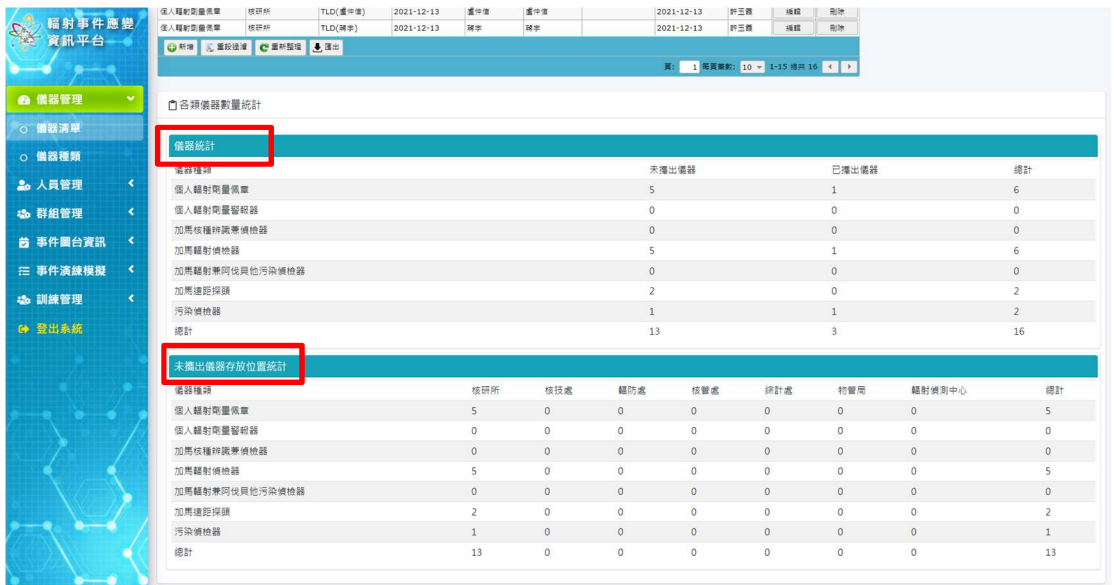 輻射事件應變
資訊平台
儀器管理
儀器清單
儀器種類
人員管理
群組管理
事件圖台資訊
事件演練模擬
訓練管理
登出系統
個人輻射劑量佩章 核研所 TLD(盧仲信) 2021-12-13 盧仲信 盧仲信 2021-12-13 許玉霞 編輯 刪除
個人輻射劑量佩章 核研所 2021-12-13 2021-12-13 許玉霞 編輯 刪除
新增 重設過濾 重新整理 匯出
頁: 1 每頁筆數: 10 1-15 總共 16
各類儀器數量統計
儀器統計
儀器種類 未攜出儀器 已攜出儀器 總計
個人輻射劑量佩章 5 1 6
個人輻射劑量警報器 0 0 0
加馬核種辨識兼偵檢器 0 0 0
加馬輻射偵檢器 5 1 6
加馬輻射兼阿伐貝他污染偵檢器 0 0 0
加馬遠距探頭 2 0 2
污染偵檢器 1 1 2
總計 13 3 16
未攜出儀器存放位置統計
儀器種類 核研所 核技處 輻防處 核管處 綜計處 物管局 輻射偵測中心 總計
個人輻射劑量佩章 5 0 0 0 0 0 0 5
個人輻射劑量警報器 0 0 0 0 0 0 0 0
加馬核種辨識兼偵檢器 0 0 0 0 0 0 0 0
加馬輻射偵檢器 5 0 0 0 0 0 0 5
加馬輻射兼阿伐貝他污染偵檢器 0 0 0 0 0 0 0 0
加馬遠距探頭 2 0 0 0 0 0 0 2
污染偵檢器 1 0 0 0 0 0 0 1
總計 13 0 0 0 0 0 0 13